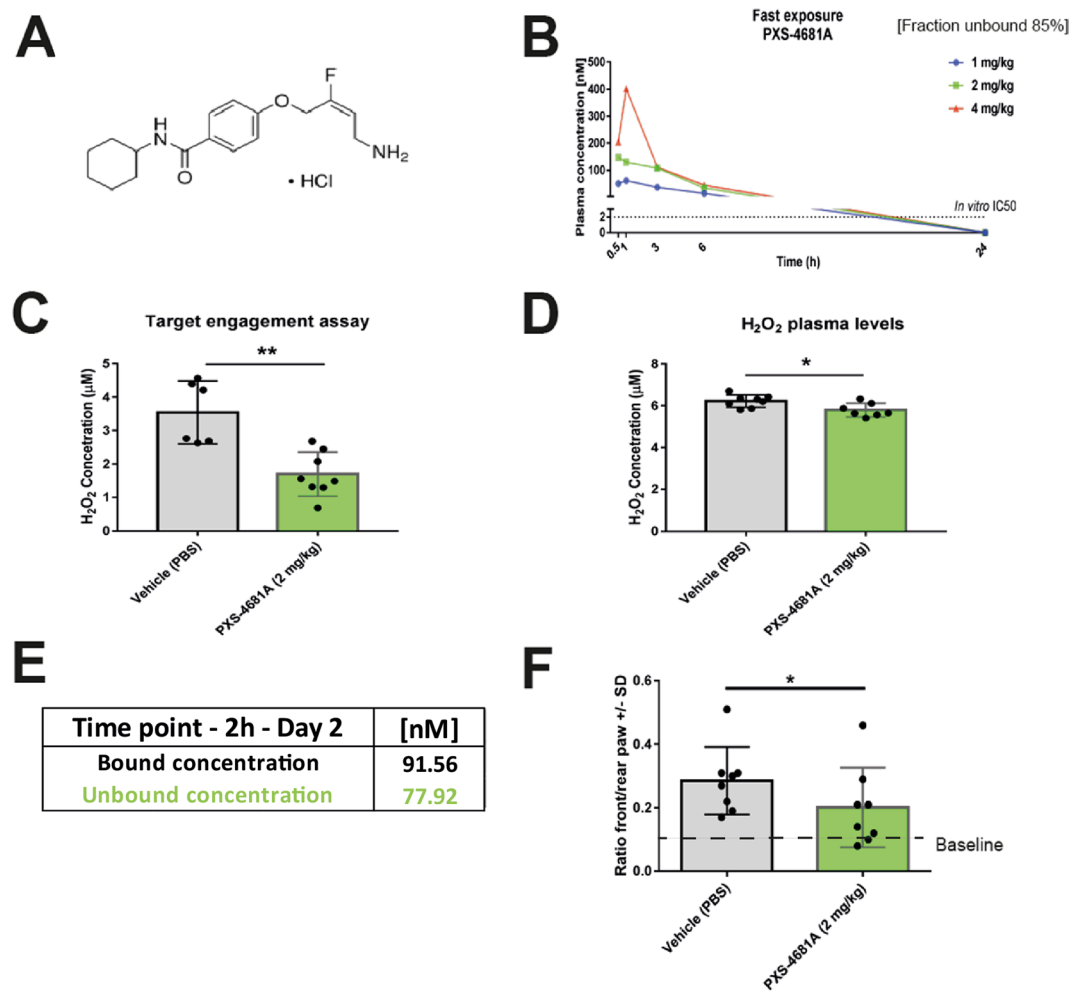 A
F
O
H
N
O
NH2
• HCl
B
Fast exposure
PXS-4681A
[Fraction unbound 85%]
1 mg/kg
2 mg/kg
4 mg/kg
Plasma concentration [nM]
500
400
300
200
100
2
0
In vitro IC50
0.5
1
3
6
24
Time (h)
C
Target engagement assay
**
H2O2 Concetration (μM)
5
4
3
2
1
0
Vehicle (PBS)
PXS-4681A (2 mg/kg)
D
H2O2 plasma levels
*
H2O2 Concentration (μM)
8
6
4
2
0
Vehicle (PBS)
PXS-4681A (2 mg/kg)
E
Time point - 2h - Day 2 [nM]
Bound concentration 91.56
Unbound concentration 77.92
F
*
Ratio front/rear paw +/- SD
0.6
0.4
0.2
0.0
Baseline
Vehicle (PBS)
PXS-4681A (2 mg/kg)